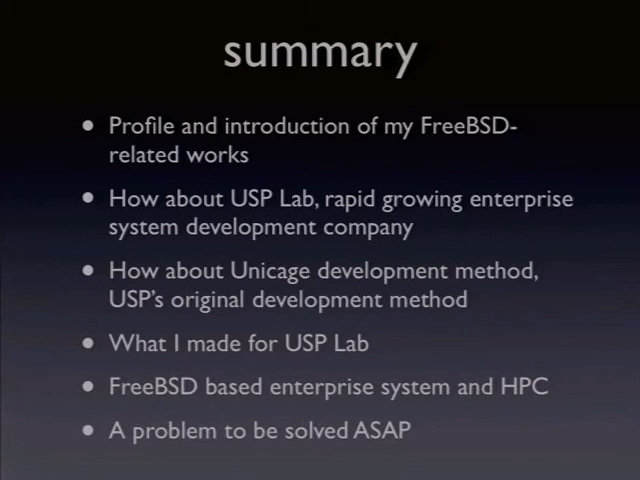 summary
• Profile and introduction of my FreeBSD-
related works
• How about USP Lab, rapid growing enterprise
system development company
• How about Unicage development method,
USP's original development method
• What I made for USP Lab
• FreeBSD based enterprise system and HPC
• A problem to be solved ASAP